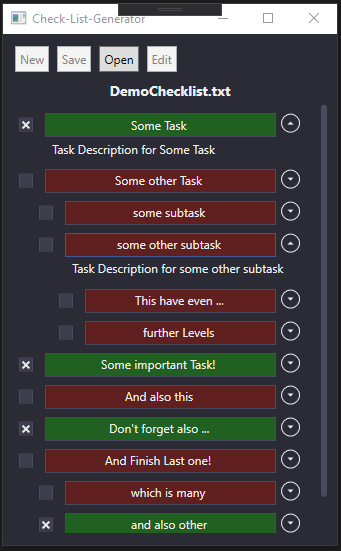 Check-List-Generator
New Save Open Edit
DemoChecklist.txt
Some Task
Task Description for Some Task
Some other Task
some subtask
some other subtask
Task Description for some other subtask
This have even ...
further Levels
Some important Task!
And also this
Don't forget also ...
And Finish Last one!
which is many
and also other